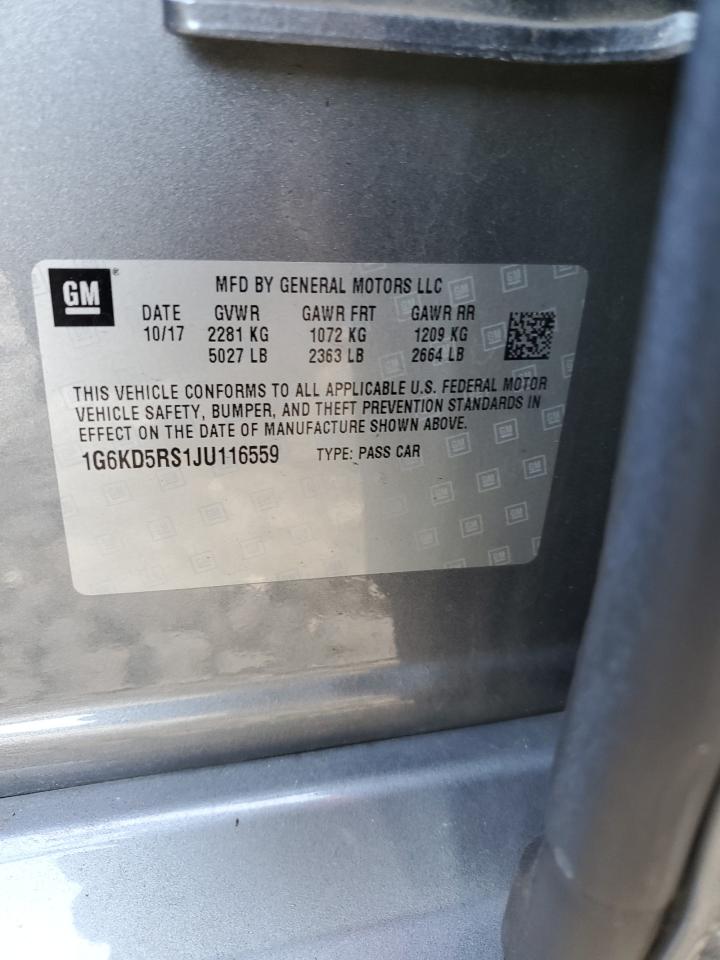 GM
MFD BY GENERAL MOTORS LLC
DATE GVWR GAWR FRT GAWR RR
10/17 2281 KG 1072 KG 1209 KG
5027 LB 2363 LB 2664 LB
THIS VEHICLE CONFORMS TO ALL APPLICABLE U.S. FEDERAL MOTOR
VEHICLE SAFETY, BUMPER, AND THEFT PREVENTION STANDARDS IN
EFFECT ON THE DATE OF MANUFACTURE SHOWN ABOVE.
1G6KD5RS1JU116559 TYPE: PASS CAR